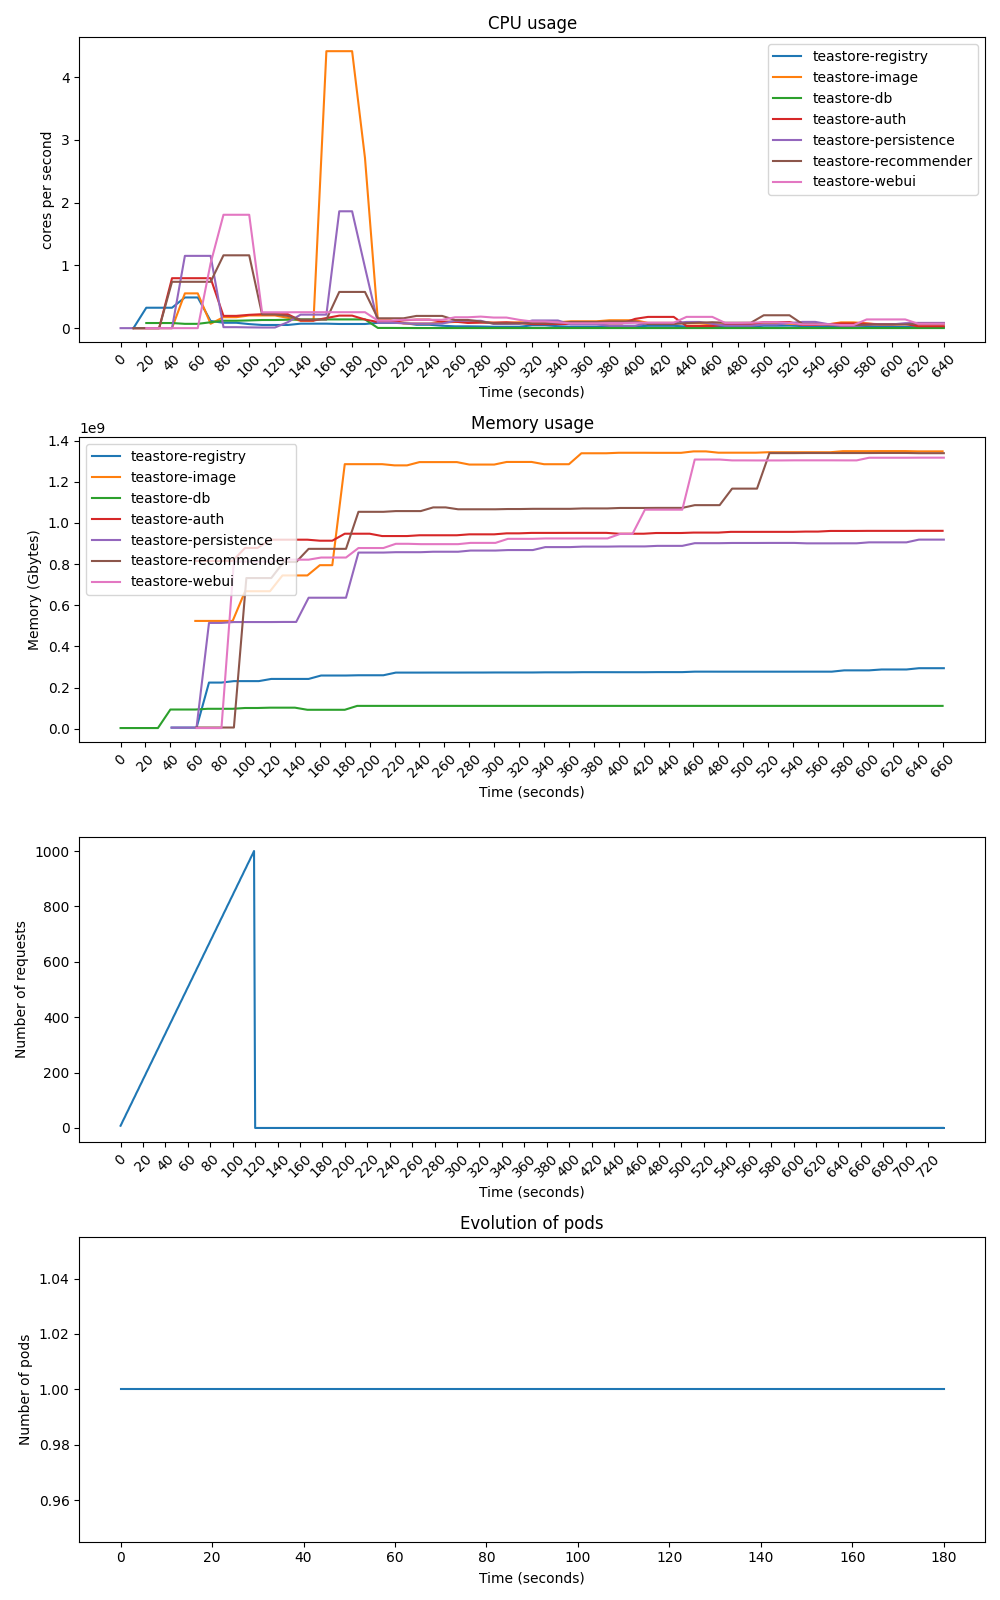 CPU usage
cores per second
4
3
2
1
0
teastore-registry
teastore-image
teastore-db
teastore-auth
teastore-persistence
teastore-recommender
teastore-webui
0 20 40 60 80 100 120 140 160 180 200 220 240 260 280 300 320 340 360 380 400 420 440 460 480 500 520 540 560 580 600 620 640
Time (seconds)
Memory usage
1e9
Memory (Gbytes)
1.4
1.2
1.0
0.8
0.6
0.4
0.2
0.0
teastore-registry
teastore-image
teastore-db
teastore-auth
teastore-persistence
teastore-recommender
teastore-webui
0 20 40 60 80 100 120 140 160 180 200 220 240 260 280 300 320 340 360 380 400 420 440 460 480 500 520 540 560 580 600 620 640 660
Time (seconds)
Number of requests
1000
800
600
400
200
0
0 20 40 60 80 100 120 140 160 180 200 220 240 260 280 300 320 340 360 380 400 420 440 460 480 500 520 540 560 580 600 620 640 660 680 700 720
Time (seconds)
Evolution of pods
Number of pods
1.04
1.02
1.00
0.98
0.96
0 20 40 60 80 100 120 140 160 180
Time (seconds)